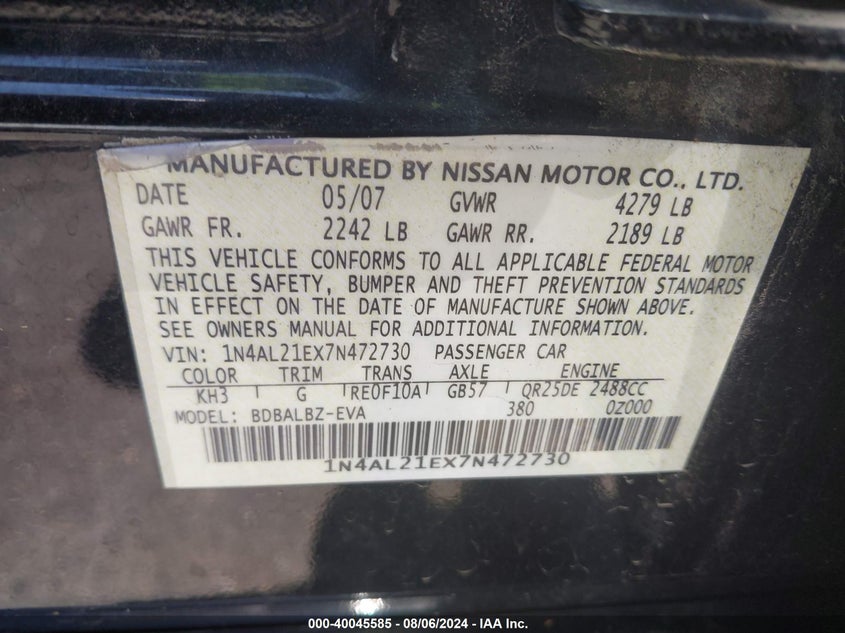 MANUFACTURED BY NISSAN MOTOR CO., LTD.
DATE 05/07 GVWR 4279 LB
GAWR FR. 2242 LB GAWR RR. 2189 LB
THIS VEHICLE CONFORMS TO ALL APPLICABLE FEDERAL MOTOR
VEHICLE SAFETY, BUMPER AND THEFT PREVENTION STANDARDS
IN EFFECT ON THE DATE OF MANUFACTURE SHOWN ABOVE.
SEE OWNERS MANUAL FOR ADDITIONAL INFORMATION.
VIN: 1N4AL21EX7N472730 PASSENGER CAR
COLOR TRIM TRANS AXLE ENGINE
KH3 G RE0F10A GB57 QR25DE 2488CC
MODEL: BDBALBZ-EVA 380 0Z000
1N4AL21EX7N472730
000-40045585 - 08/06/2024 - IAA Inc.